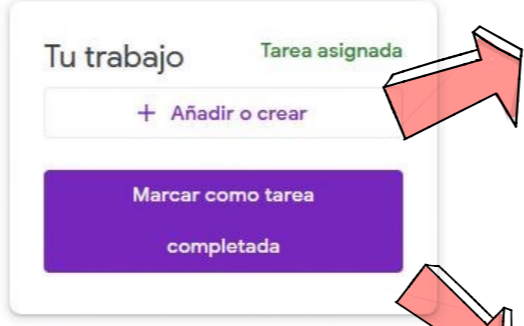 Tu trabajo Tarea asignada
+ Añadir o crear
Marcar como tarea
completada